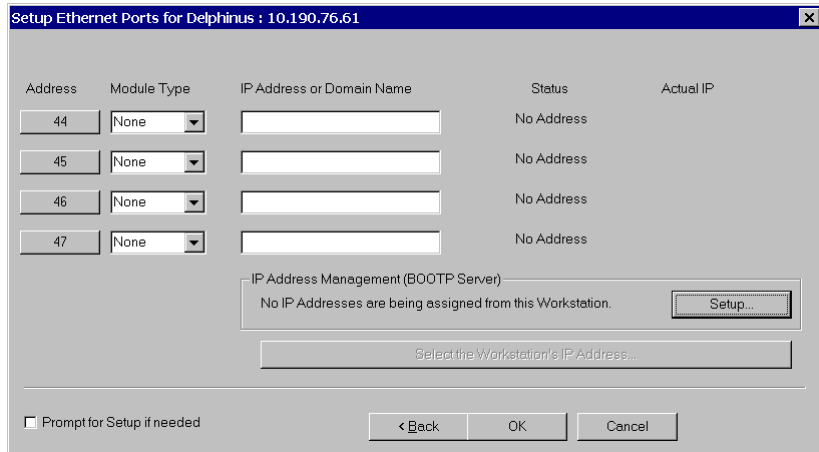 Setup Ethernet Ports for Delphinus : 10.190.76.61
Address Module Type IP Address or Domain Name Status Actual IP
44 None No Address
45 None No Address
46 None No Address
47 None No Address
IP Address Management (BOOTP Server)
No IP Addresses are being assigned from this Workstation. Setup...
Select the Workstation's IP Address...
Prompt for Setup if needed < Back OK Cancel